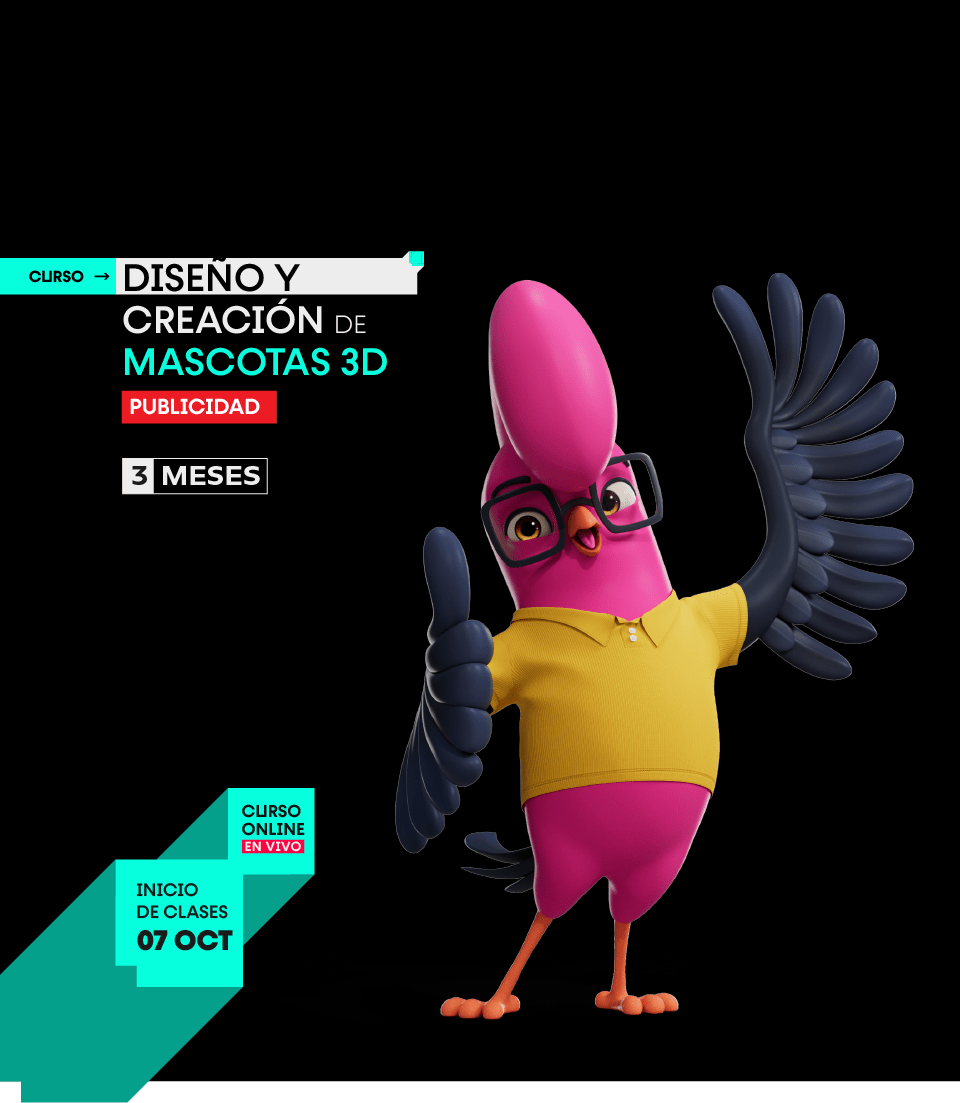 CURSO →
DISEÑO Y
CREACIÓN DE
MASCOTAS 3D
PUBLICIDAD
3 MESES
CURSO
ONLINE
EN VIVO
INICIO
DE CLASES
07 OCT